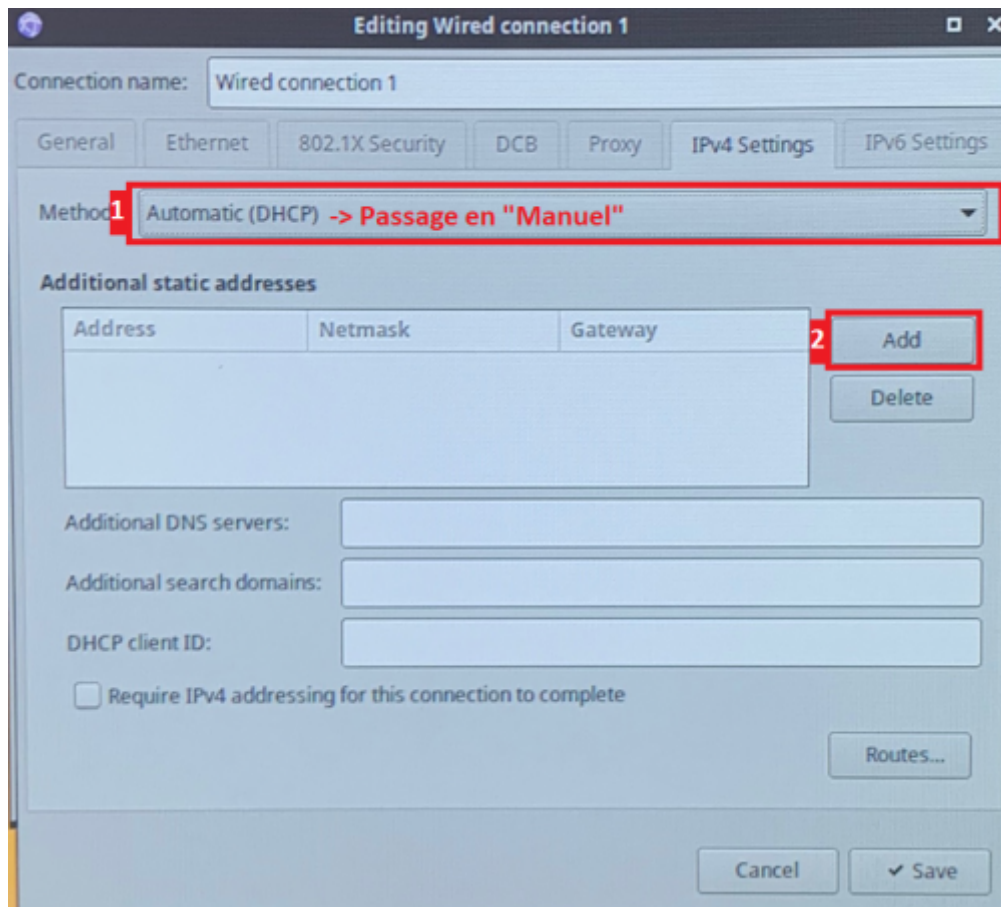 Editing Wired connection 1
Connection name: Wired connection 1
General Ethernet 802.1X Security DCB Proxy IPv4 Settings IPv6 Settings
Method 1 Automatic (DHCP) -> Passage en "Manuel"
Additional static addresses
Address Netmask Gateway 2 Add
Delete
Additional DNS servers:
Additional search domains:
DHCP client ID:
Require IPv4 addressing for this connection to complete
Routes...
Cancel Save